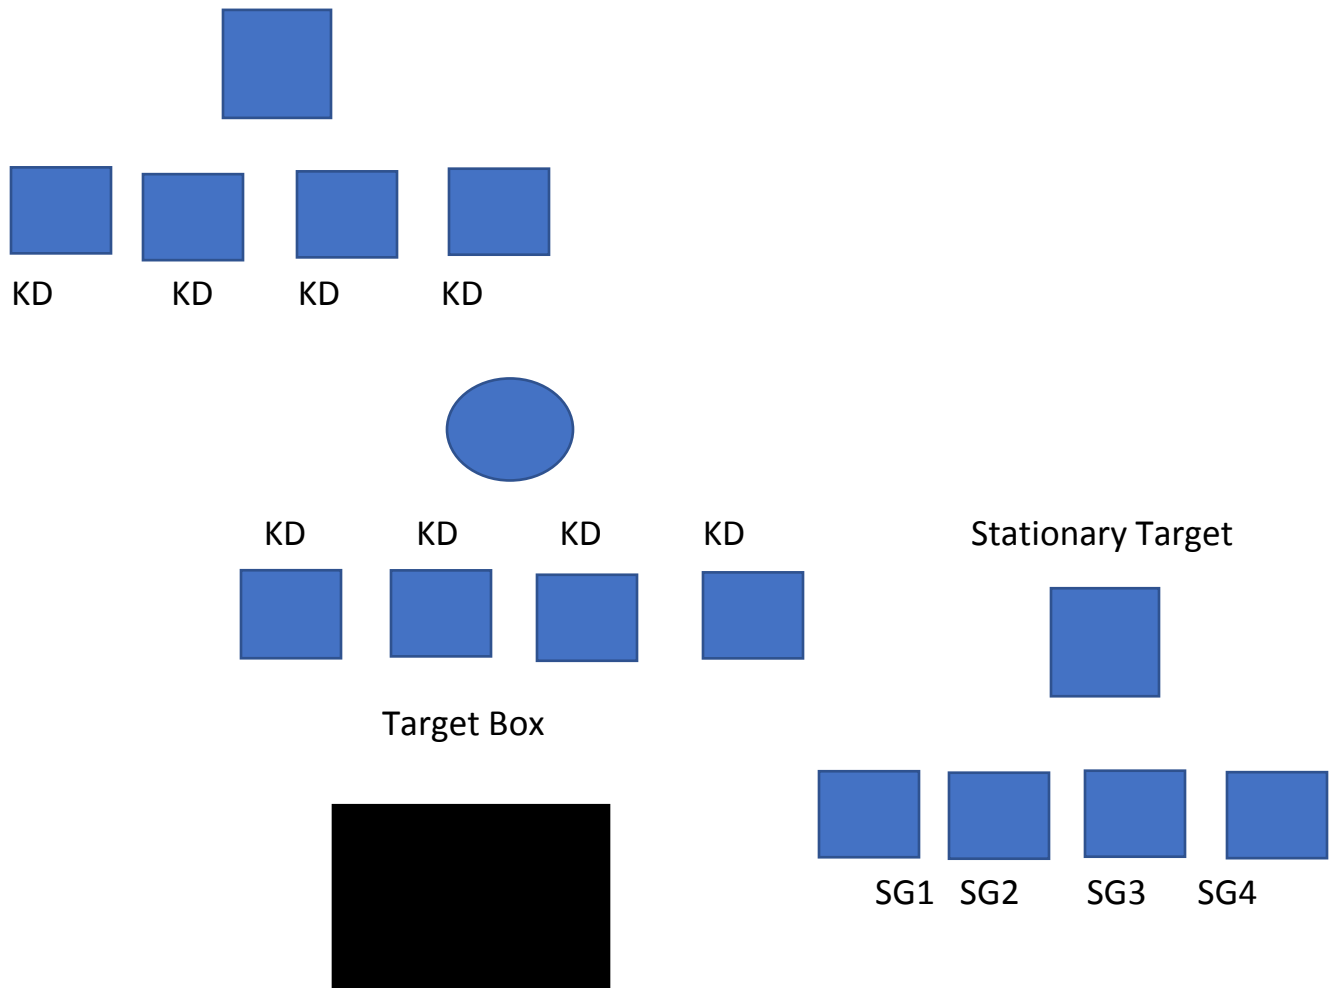 KD KD KD KD
KD KD KD KD
Stationary Target
Target Box
SG1 SG2 SG3 SG4